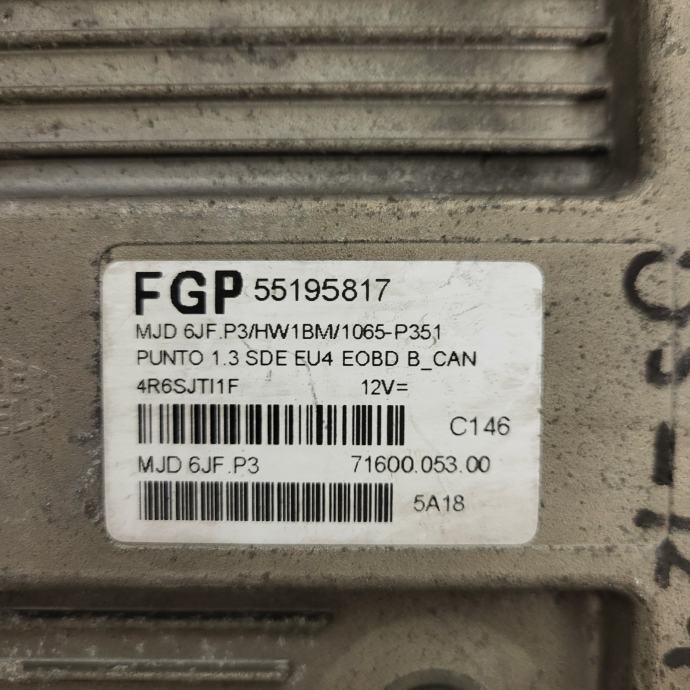 FGP 55195817
MJD 6JF.P3/HW1BM/1065-P351
PUNTO 1.3 SDE EU4 EOBD B_CAN
4R6SJTI1F 12V=
C146
MJD 6JF.P3 71600.053.00
5A18